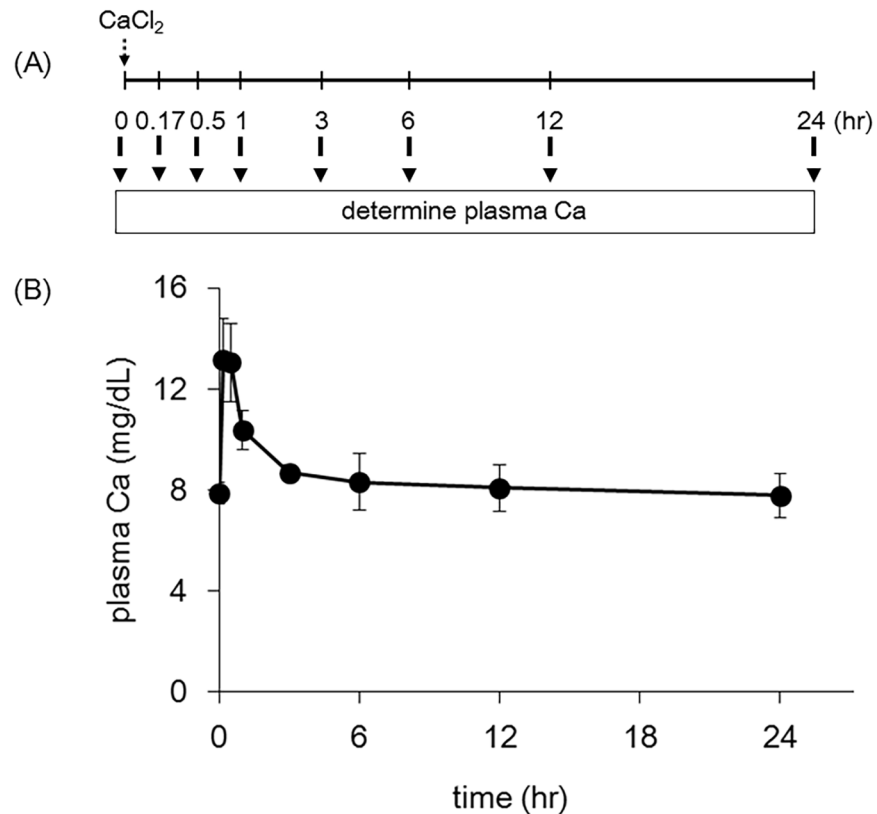 CaCl₂
(A)
0 0.17 0.5 1 3 6 12 24 (hr)
determine plasma Ca
(B)
plasma Ca (mg/dL)
16
12
8
4
0
0 6 12 18 24
time (hr)